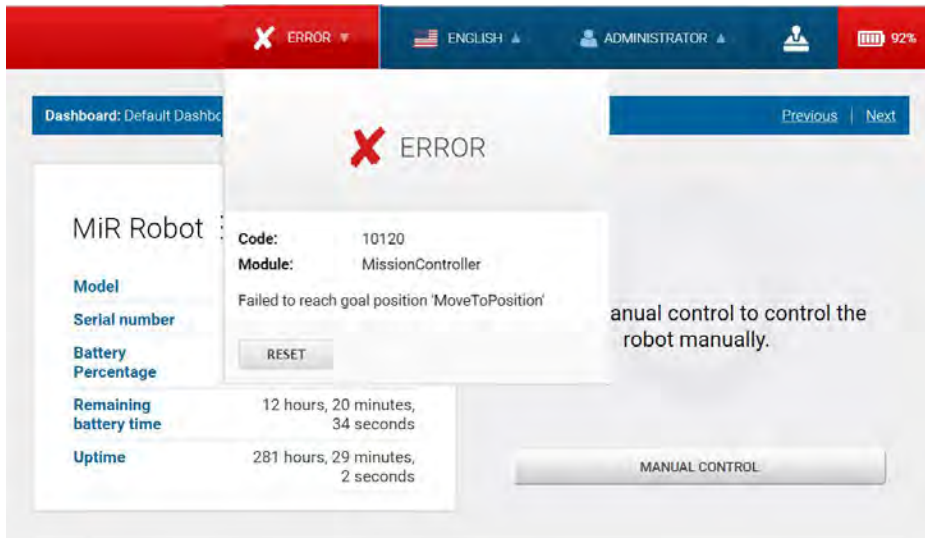 ERROR
ENGLISH
ADMINISTRATOR
92%
Dashboard: Default Dashbo
Previous | Next
ERROR
MiR Robot
Code: 10120
Module: MissionController
Failed to reach goal position 'MoveToPosition'
RESET
Model
Serial number
Battery
Percentage
Remaining
battery time
12 hours, 20 minutes,
34 seconds
Uptime
281 hours, 29 minutes,
2 seconds
anual control to control the
robot manually.
MANUAL CONTROL